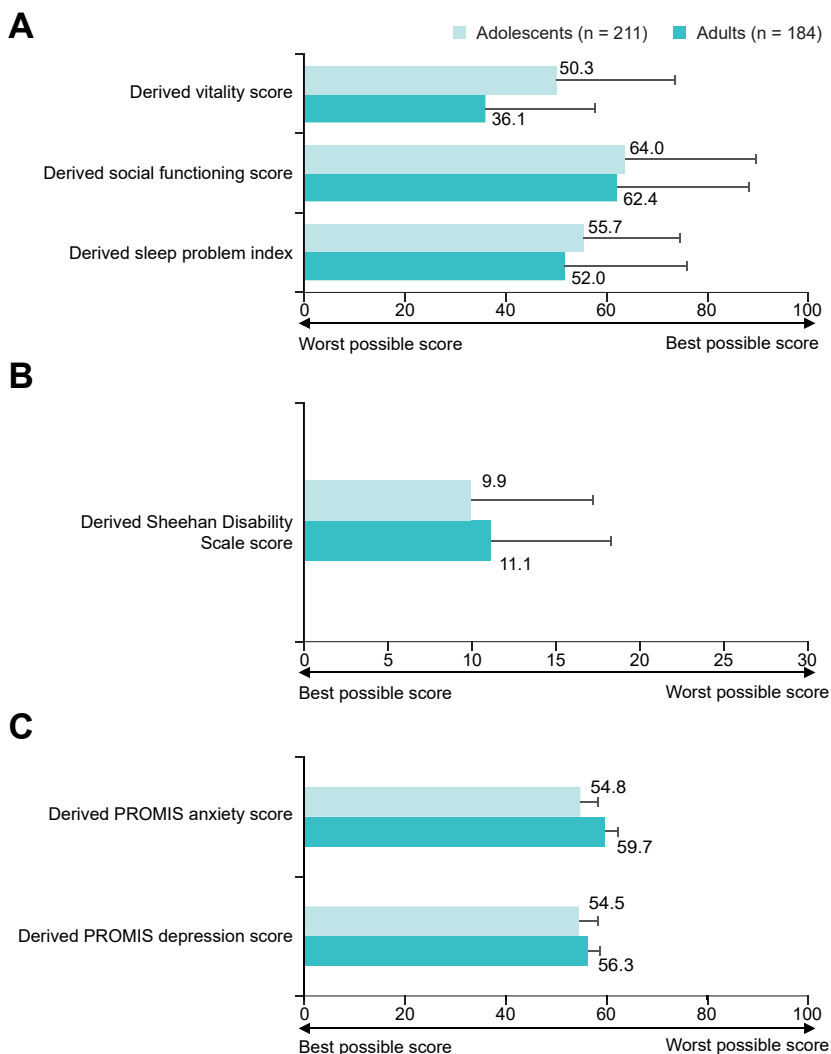 A
Adolescents (n = 211) Adults (n = 184)
Derived vitality score
50.3
36.1
Derived social functioning score
64.0
62.4
Derived sleep problem index
55.7
52.0
0 20 40 60 80 100
Worst possible score Best possible score
B
Derived Sheehan Disability
Scale score
9.9
11.1
0 5 10 15 20 25 30
Best possible score Worst possible score
C
Derived PROMIS anxiety score
54.8
59.7
Derived PROMIS depression score
54.5
56.3
0 20 40 60 80 100
Best possible score Worst possible score